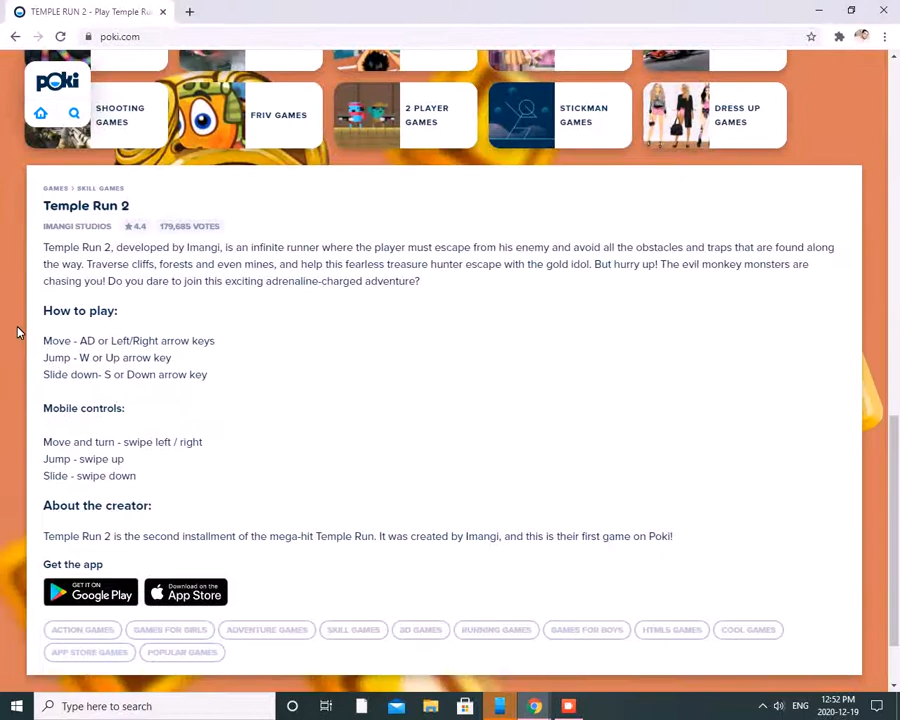 TEMPLE RUN 2 - Play Temple Ru
poki.com
poki
SHOOTING
GAMES
FRIV GAMES
2 PLAYER
GAMES
STICKMAN
GAMES
DRESS UP
GAMES
GAMES > SKILL GAMES
Temple Run 2
IMANGI STUDIOS ★ 4.4 179,685 VOTES
Temple Run 2, developed by Imangi, is an infinite runner where the player must escape from his enemy and avoid all the obstacles and traps that are found along
the way. Traverse cliffs, forests and even mines, and help this fearless treasure hunter escape with the gold idol. But hurry up! The evil monkey monsters are
chasing you! Do you dare to join this exciting adrenaline-charged adventure?
How to play:
Move - AD or Left/Right arrow keys
Jump - W or Up arrow key
Slide down- S or Down arrow key
Mobile controls:
Move and turn - swipe left / right
Jump - swipe up
Slide - swipe down
About the creator:
Temple Run 2 is the second installment of the mega-hit Temple Run. It was created by Imangi, and this is their first game on Poki!
Get the app
GET IT ON
Google Play
Download on the
App Store
ACTION GAMES GAMES FOR GIRLS ADVENTURE GAMES SKILL GAMES 3D GAMES RUNNING GAMES GAMES FOR BOYS HTML5 GAMES COOL GAMES
APP STORE GAMES POPULAR GAMES
Type here to search
ENG
12:52 PM
2020-12-19